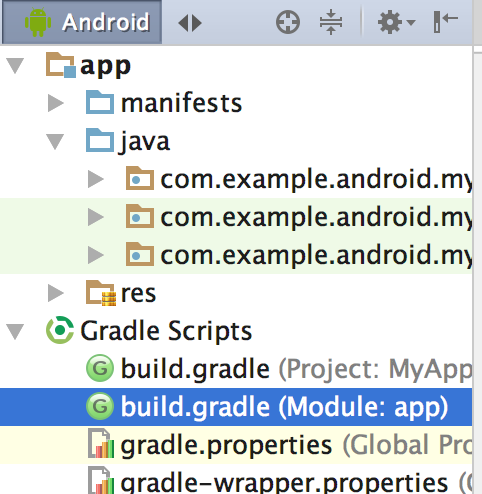 Android
app
manifests
java
com.example.android.my
com.example.android.my
com.example.android.my
res
Gradle Scripts
build.gradle (Project: MyApp
build.gradle (Module: app)
gradle.properties (Global Pro
gradle-wrapper.properties (G